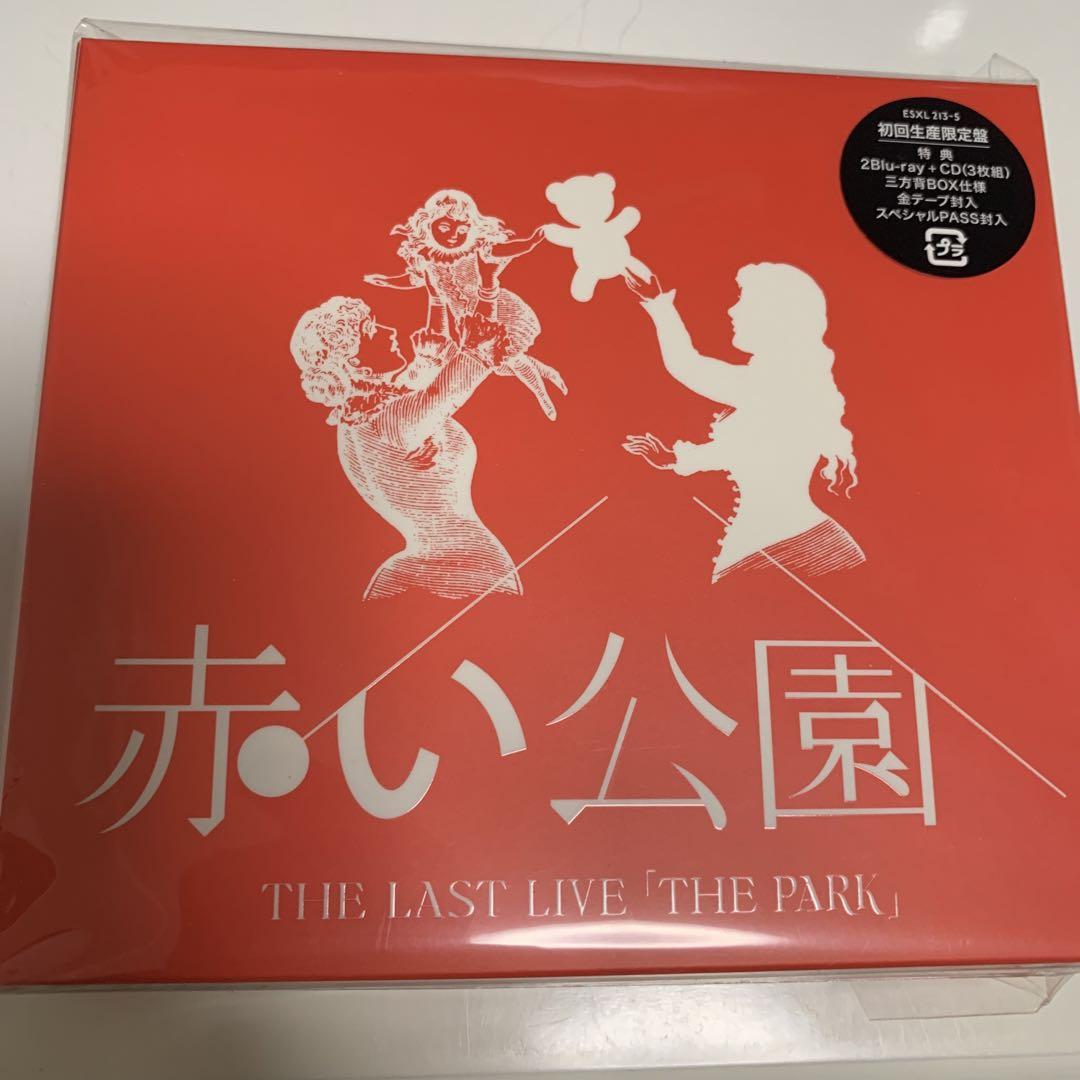 ESXL 213-5
初回生産限定盤
特典
2Blu-ray + CD(3枚組)
三方背BOX仕様
金テープ封入
スペシャルPASS封入
プラ
赤い公園
THE LAST LIVE「THE PARK」